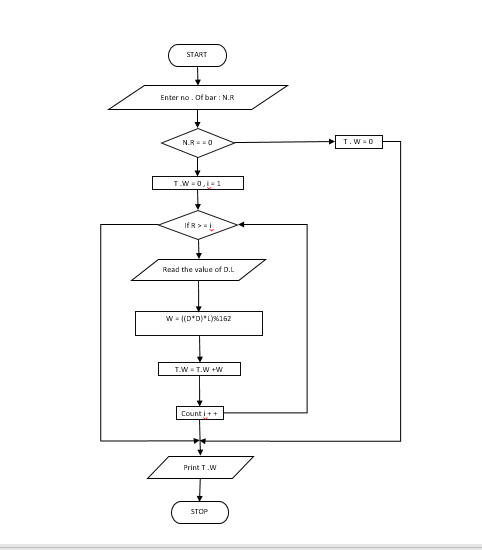 START
Enter no . Of bar : N.R
N.R = = 0
T . W = 0
T .W = 0 , i = 1
If R > = i
Read the value of D.L
W = ((D*D)*L)%162
T.W = T.W +W
Count i + +
Print T .W
STOP